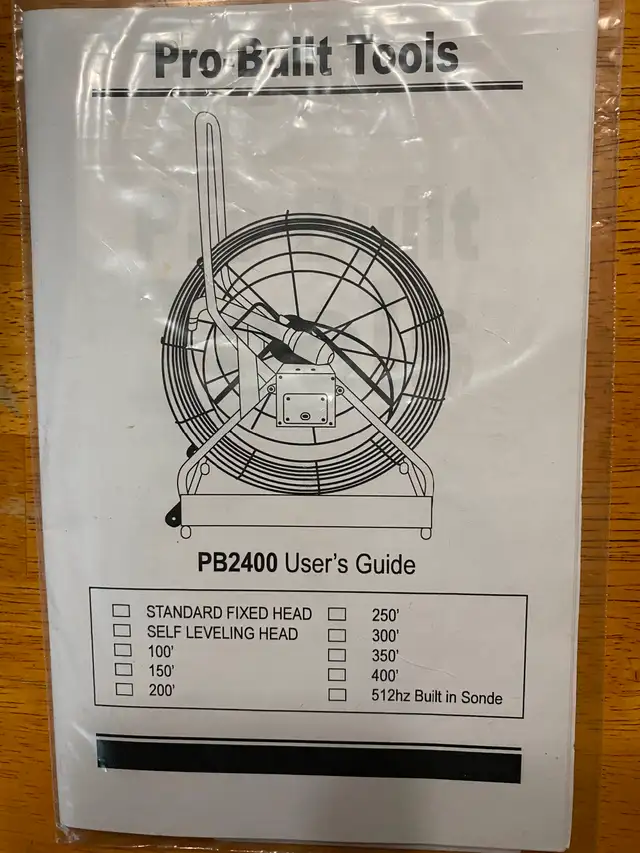 Pro Built Tools
PB2400 User's Guide
STANDARD FIXED HEAD
SELF LEVELING HEAD
100'
150'
200'
250'
300'
350'
400'
512hz Built in Sonde